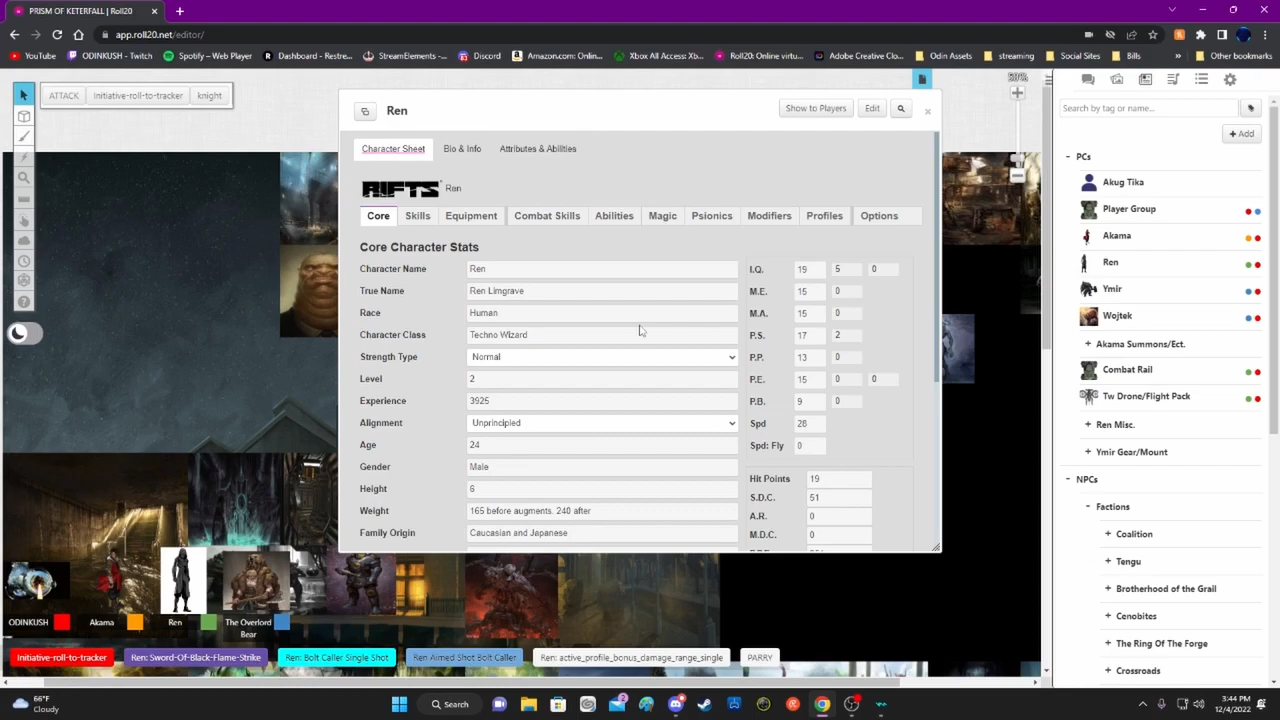 PRISM OF KETERFALL | Roll20
app.roll20.net/editor/
YouTube
ODINKUSH - Twitch
Spotify – Web Player
Dashboard - Restre...
StreamElements -...
Discord
Amazon.com: Onlin...
Xbox All Access: Xb...
Roll20: Online virtu...
Adobe Creative Clou...
Odin Assets
streaming
Social Sites
Bills
»
Other bookmarks
ATTACK
Initiative-roll-to-tracker
knight
Ren
Show to Players
Edit
Character Sheet
Bio & Info
Attributes & Abilities
RIFTS
Ren
Core
Skills
Equipment
Combat Skills
Abilities
Magic
Psionics
Modifiers
Profiles
Options
Core Character Stats
Character Name Ren
True Name Ren Limgrave
Race Human
Character Class Techno Wizard
Strength Type Normal
Level 2
Experience 3925
Alignment Unprincipled
Age 24
Gender Male
Height 6
Weight 165 before augments. 240 after
Family Origin Caucasian and Japanese
I.Q. 19 5 0
M.E. 15 0
M.A. 15 0
P.S. 17 2
P.P. 13 0
P.E. 15 0 0
P.B. 9 0
Spd 28
Spd: Fly 0
Hit Points 19
S.D.C. 51
A.R. 0
M.D.C. 0
50%
Search by tag or name...
Add
PCs
Akug Tika
Player Group
Akama
Ren
Ymir
Wojtek
Akama Summons/Ect.
Combat Rail
Tw Drone/Flight Pack
Ren Misc.
Ymir Gear/Mount
NPCs
Factions
Coalition
Tengu
Brotherhood of the Grail
Cenobites
The Ring Of The Forge
Crossroads
ODINKUSH
Akama
Ren
The Overlord
Bear
Initiative-roll-to-tracker
Ren: Sword-Of-Black-Flame-Strike
Ren: Bolt Caller Single Shot
Ren Aimed Shot Bolt Caller
Ren: active_profile_bonus_damage_range_single
PARRY
66°F
Cloudy
Search
2
3:44 PM
12/4/2022